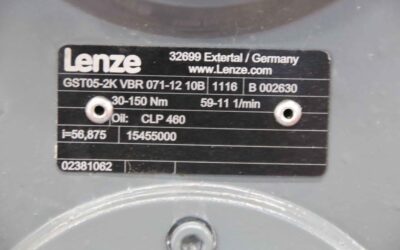 Lenze
32699 Extertal / Germany
www.Lenze.com
GST05-2K VBR 071-12 10B 1116 B 002630
30-150 Nm 59-11 1/min
Oil: CLP 460
i=56,875 15455000
02381062